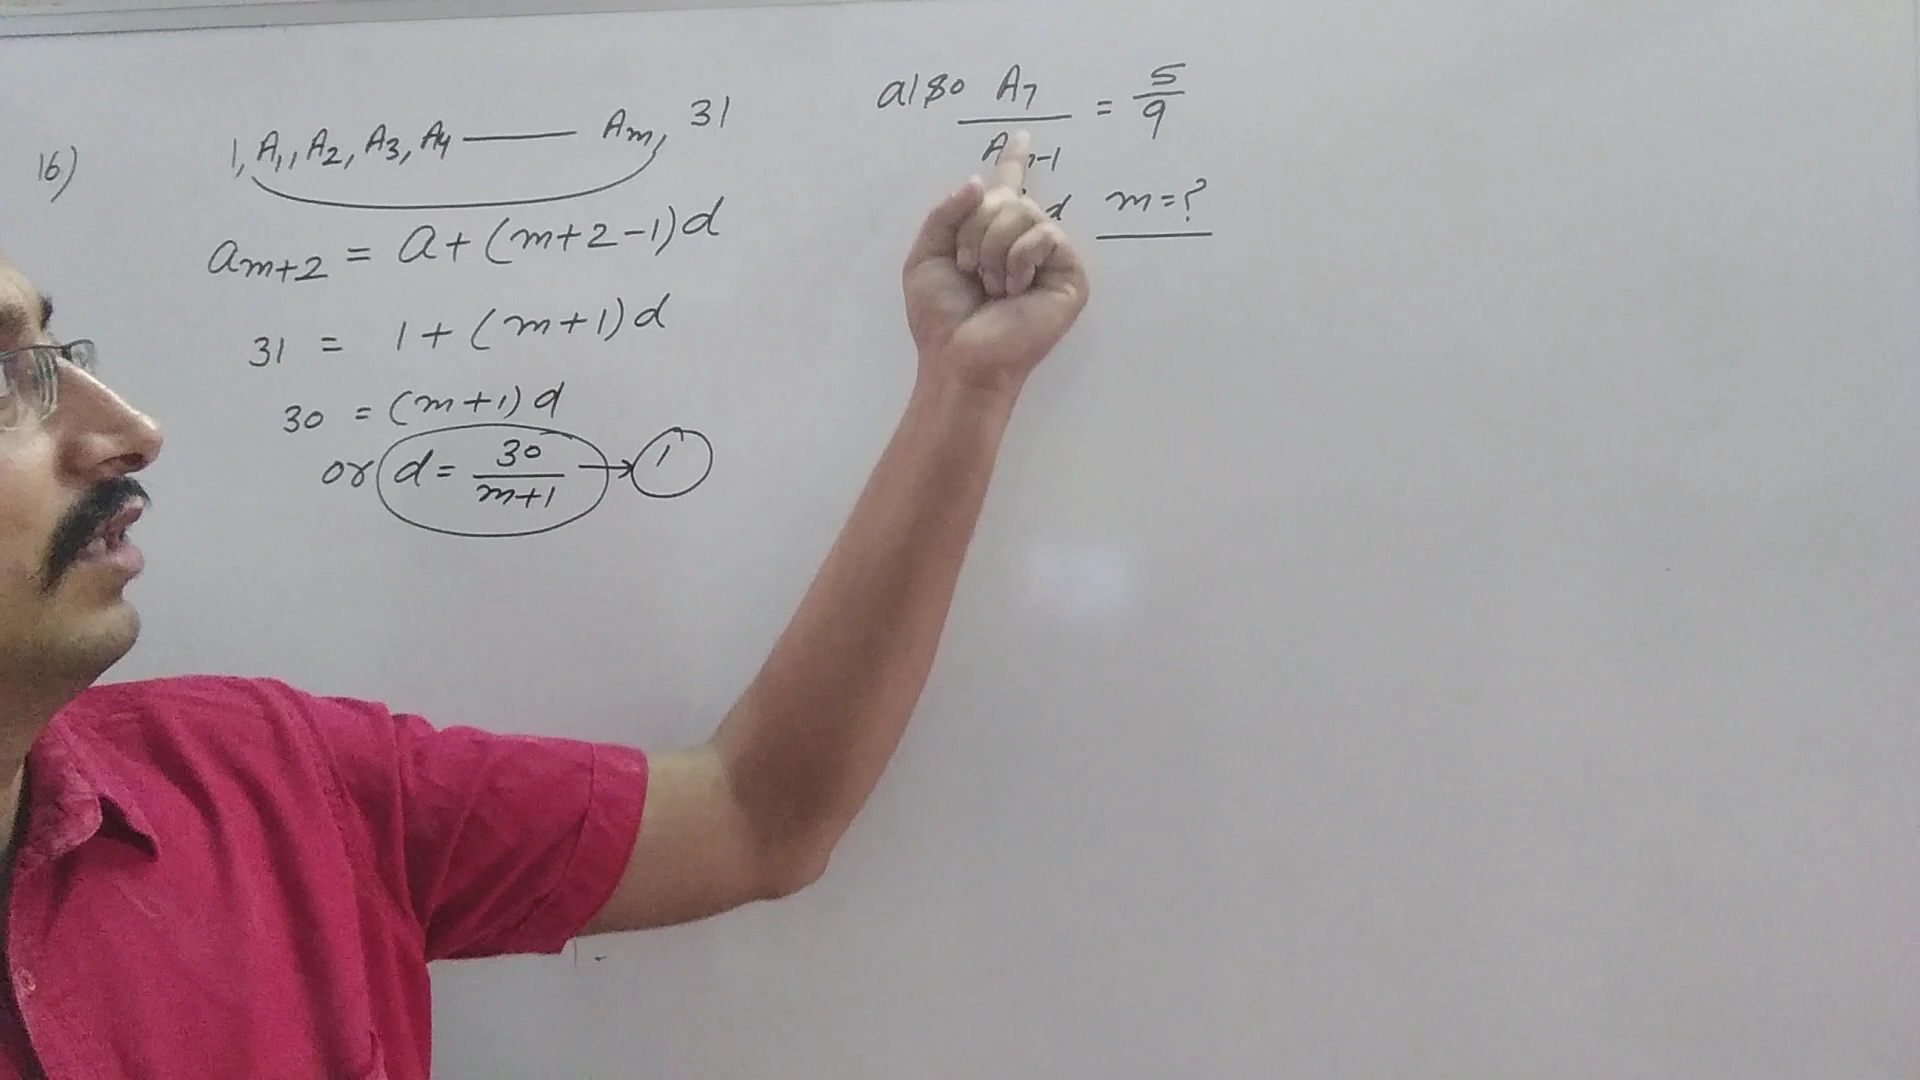 16) 1, A1, A2, A3, A4 —— Am, 31
am+2 = a + (m+2-1)d
31 = 1 + (m+1)d
30 = (m+1)d
or d = 30/m+1 → 1
also A7/A -1 = 5/9
m = ?